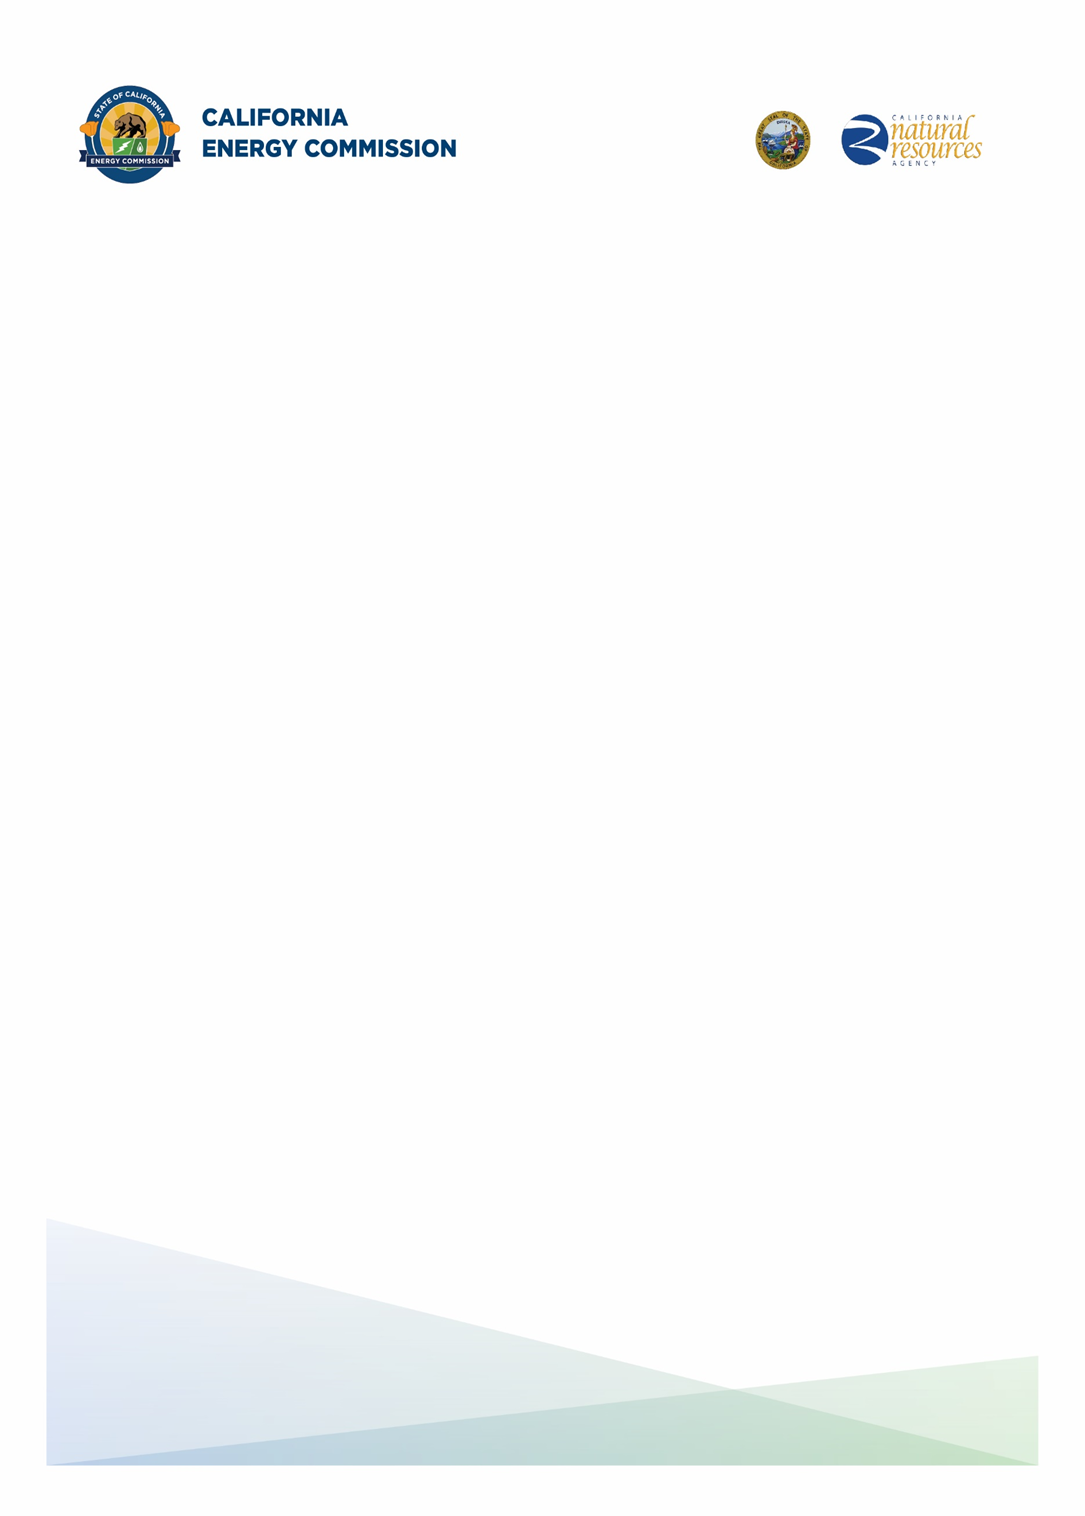 STATE OF CALIFORNIA
ENERGY COMMISSION
CALIFORNIA
ENERGY COMMISSION
CALIFORNIA
natural
resources
AGENCY